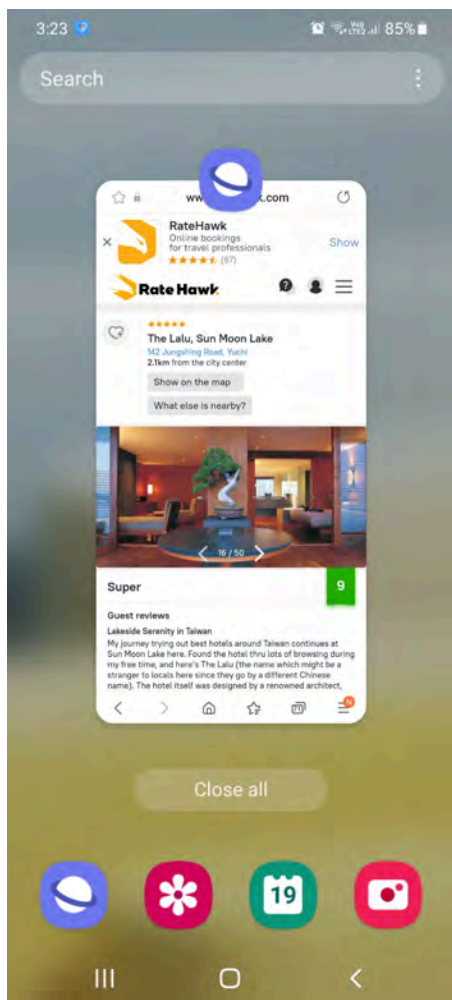 3:23
85%
Search
RateHawk
Online bookings
for travel professionals
(67)
Show
Rate Hawk
The Lalu, Sun Moon Lake
142 Jungshing Road, Yuchi
2.1km from the city center
Show on the map
What else is nearby?
16 / 50
Super
9
Guest reviews
Lakeside Serenity in Taiwan
My journey trying out best hotels around Taiwan continues at
Sun Moon Lake here. Found the hotel thru lots of browsing during
my free time, and here's The Lalu (the name which might be a
stranger to locals here since they go by a different Chinese
name). The hotel itself was designed by a renowned architect,
Close all
19